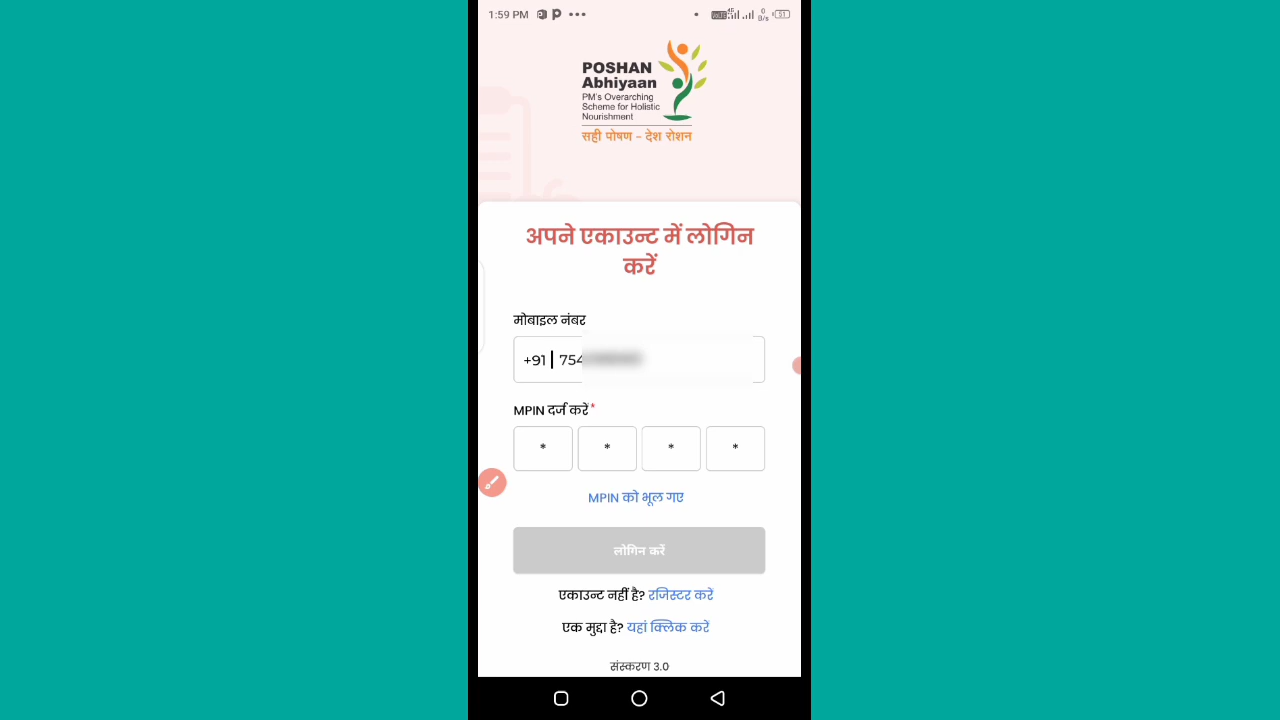 1:59 PM
POSHAN
Abhiyaan
PM's Overarching
Scheme for Holistic
Nourishment
सही पोषण - देश रोशन
अपने एकाउन्ट में लोगिन
करें
मोबाइल नंबर
+91 754
MPIN दर्ज करें*
* * * *
MPIN को भूल गए
लोगिन करें
एकाउन्ट नहीं है? रजिस्टर करें
एक मुद्दा है? यहां क्लिक करें
संस्करण 3.0